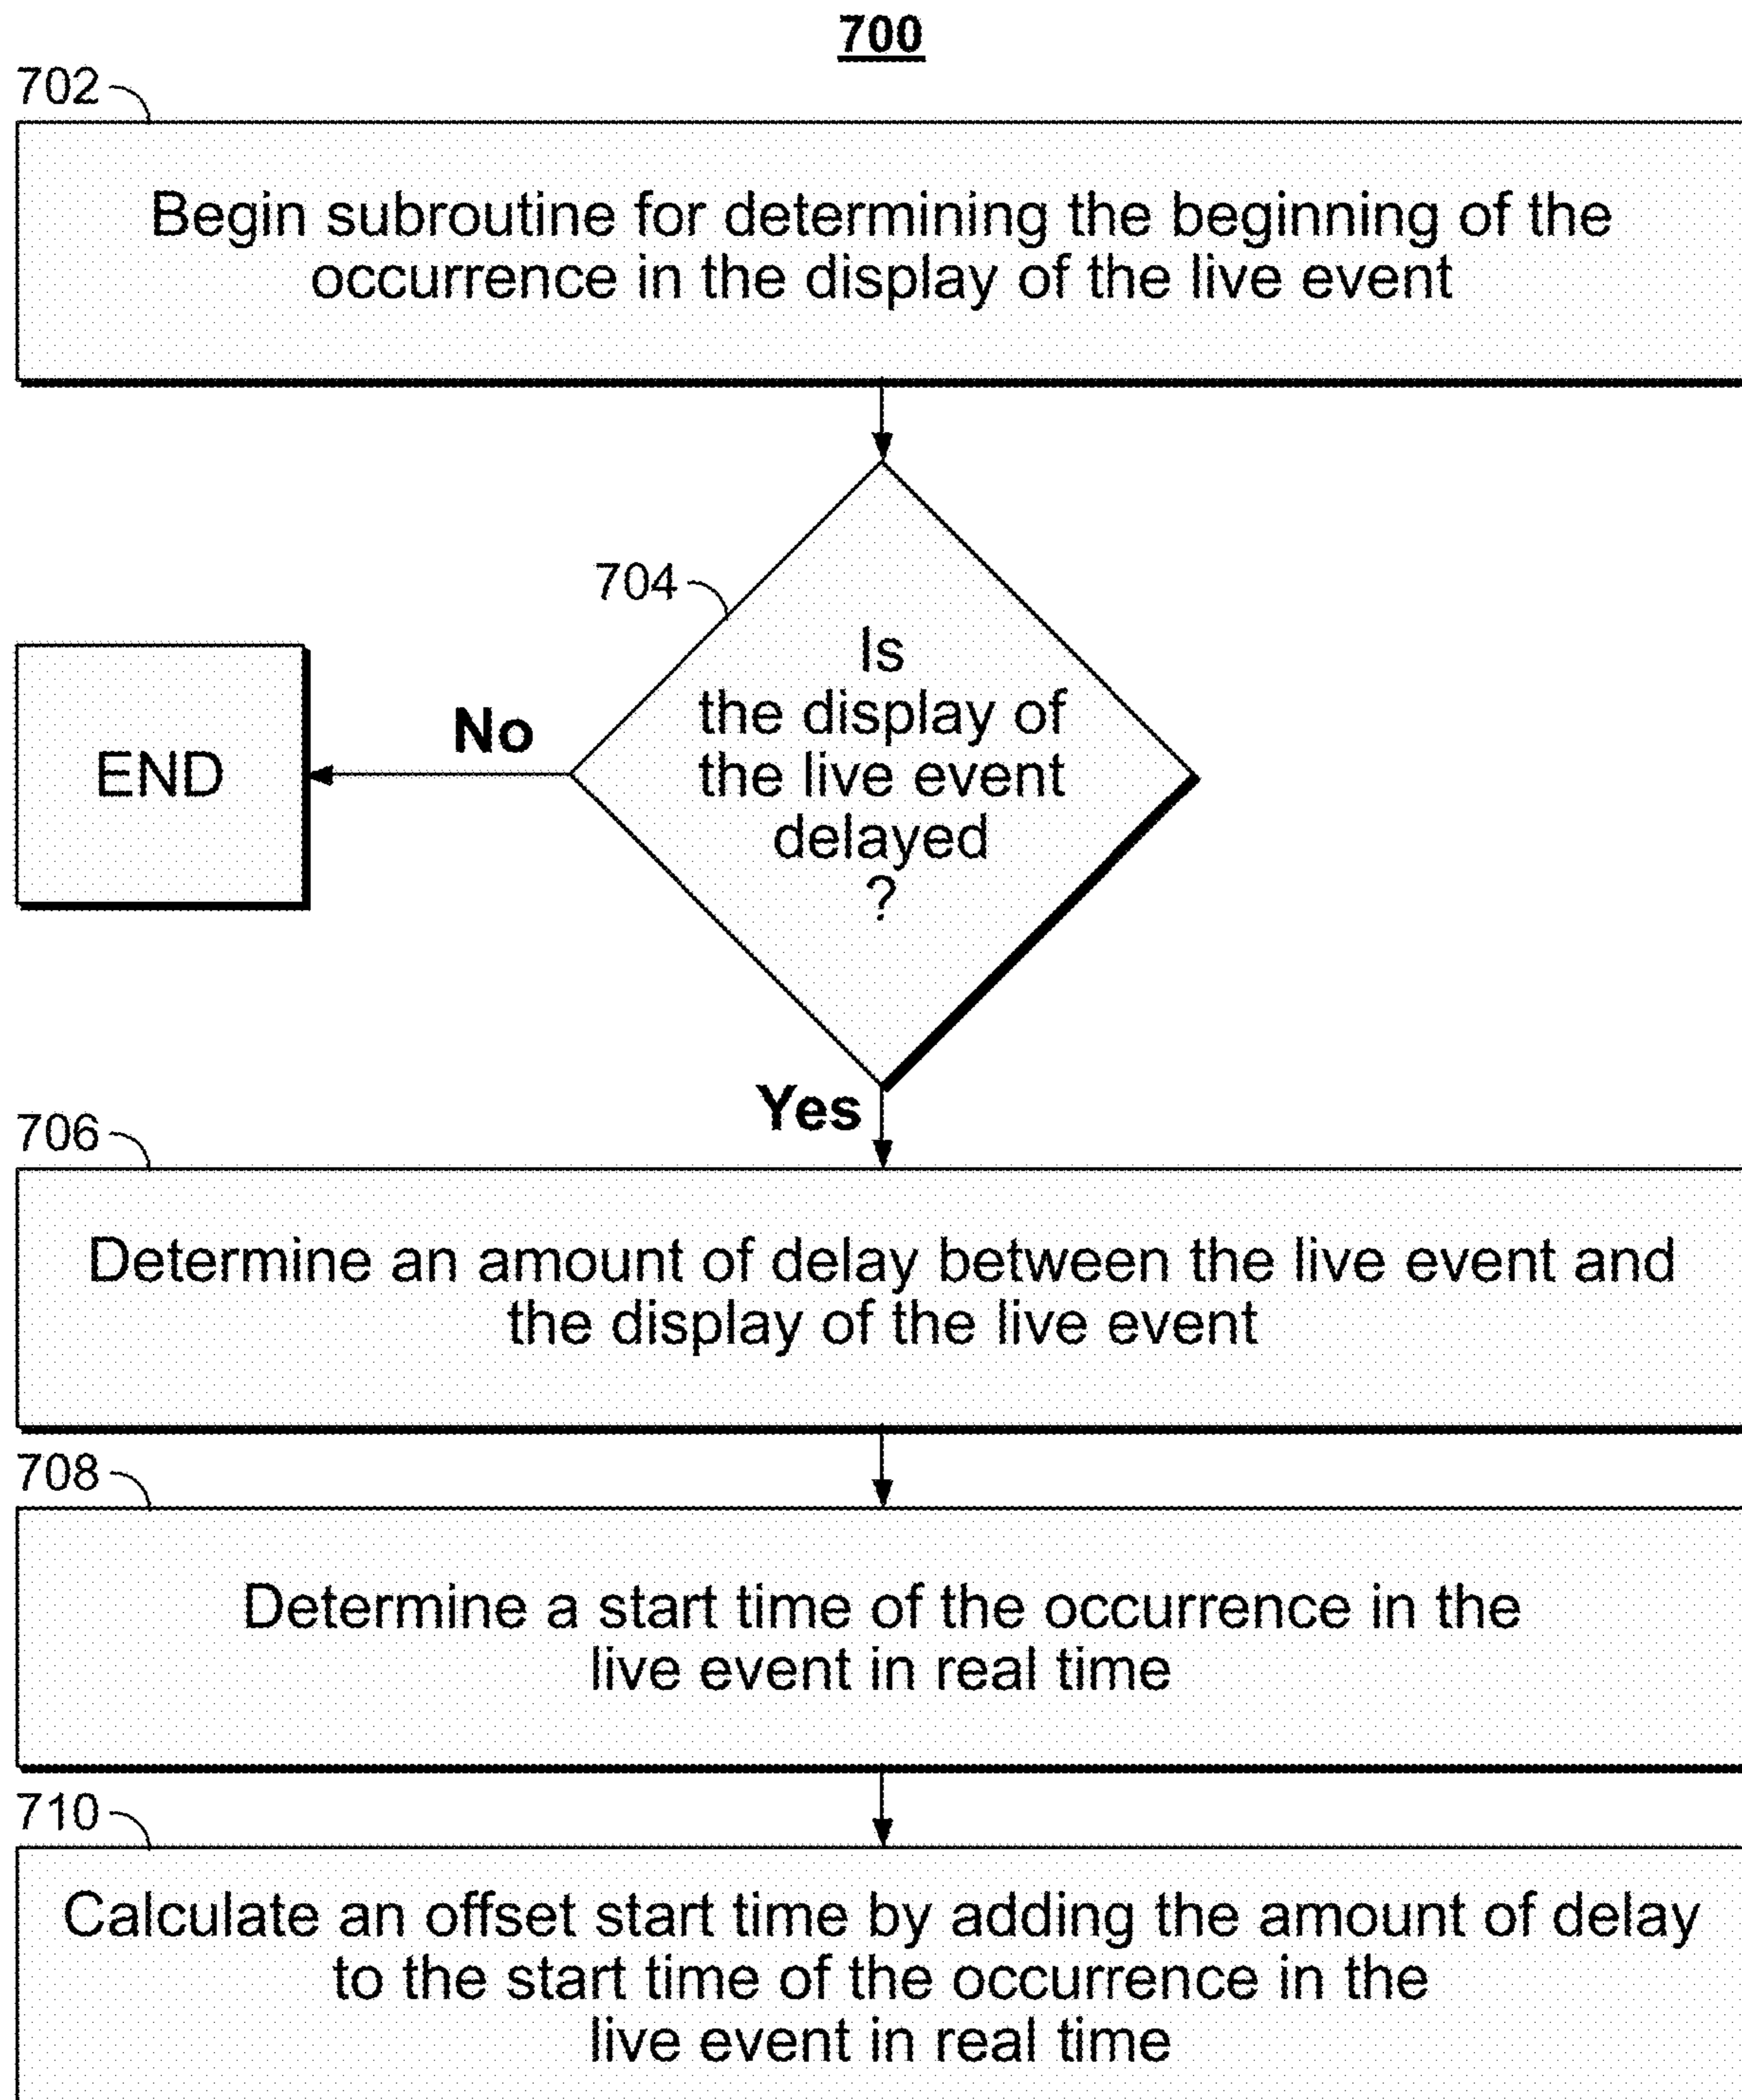 700
702
Begin subroutine for determining the beginning of the
occurrence in the display of the live event
704
Is
the display of
the live event
delayed
?
No
END
Yes
706
Determine an amount of delay between the live event and
the display of the live event
708
Determine a start time of the occurrence in the
live event in real time
710
Calculate an offset start time by adding the amount of delay
to the start time of the occurrence in the
live event in real time